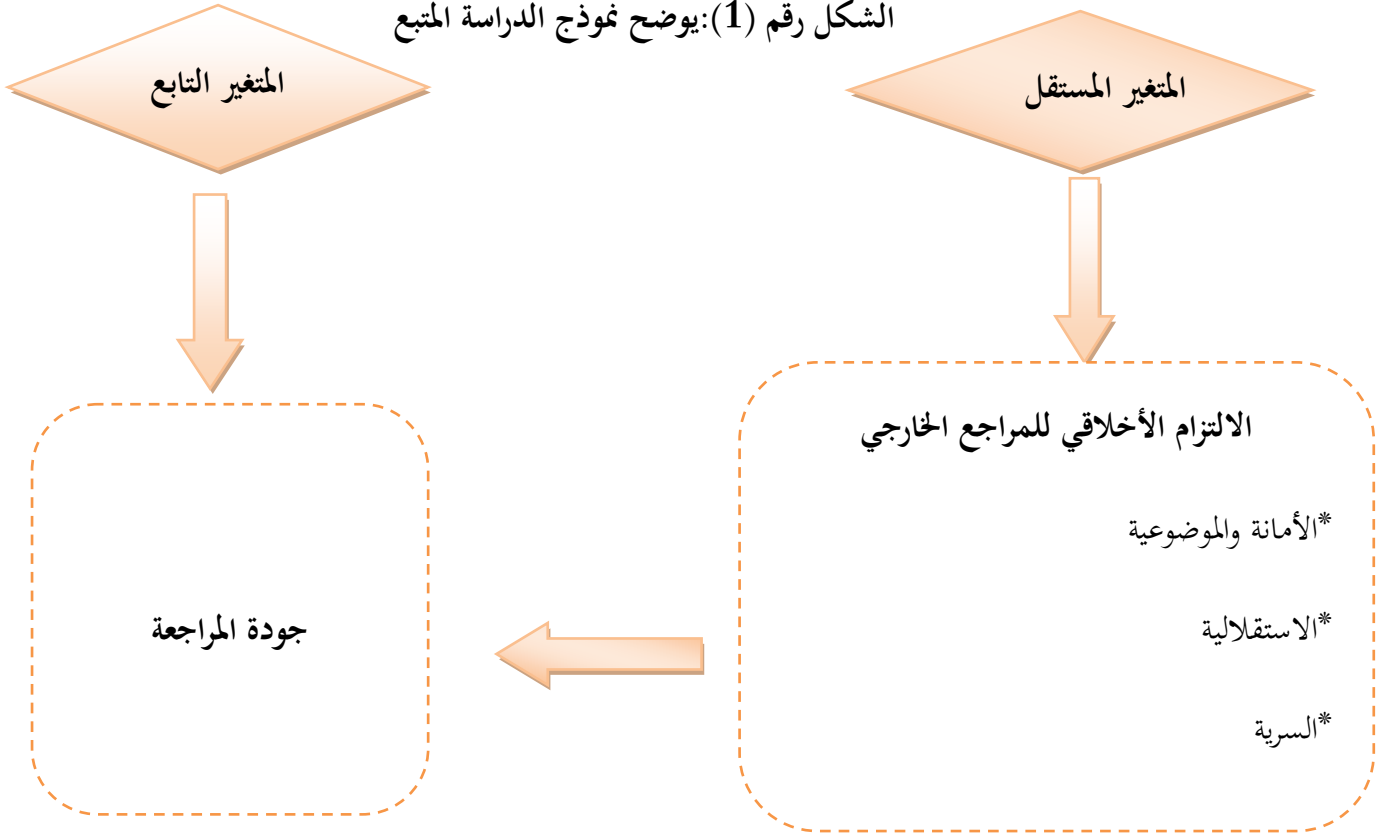 الشكل رقم (1):يوضح نموذج الدراسة المتبع
المتغير المستقل
المتغير التابع
الالتزام الأخلاقي للمراجع الخارجي
*الأمانة والموضوعية
*الاستقلالية
*السرية
جودة المراجعة